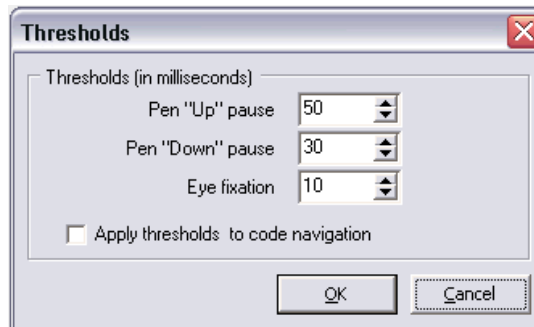 Thresholds
Thresholds (in milliseconds)
Pen "Up" pause 50
Pen "Down" pause 30
Eye fixation 10
Apply thresholds to code navigation
OK Cancel